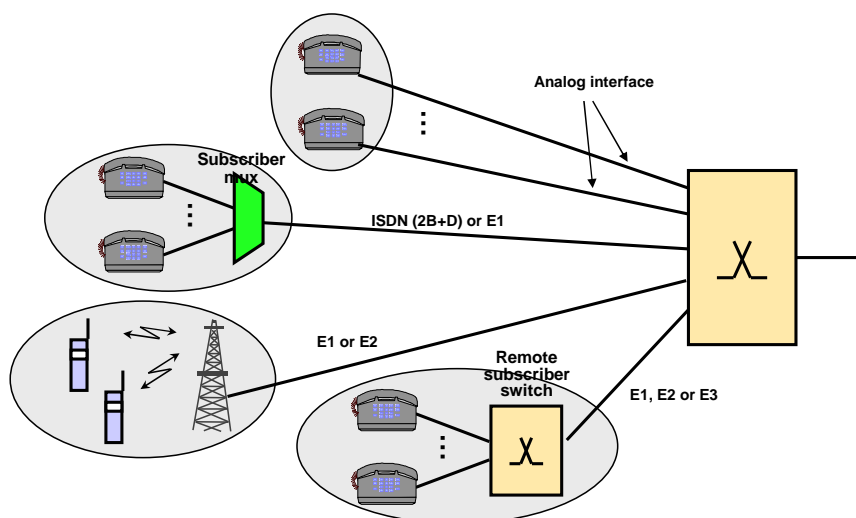 Analog interface
Subscriber
mux
ISDN (2B+D) or E1
E1 or E2
Remote
subscriber
switch
E1, E2 or E3